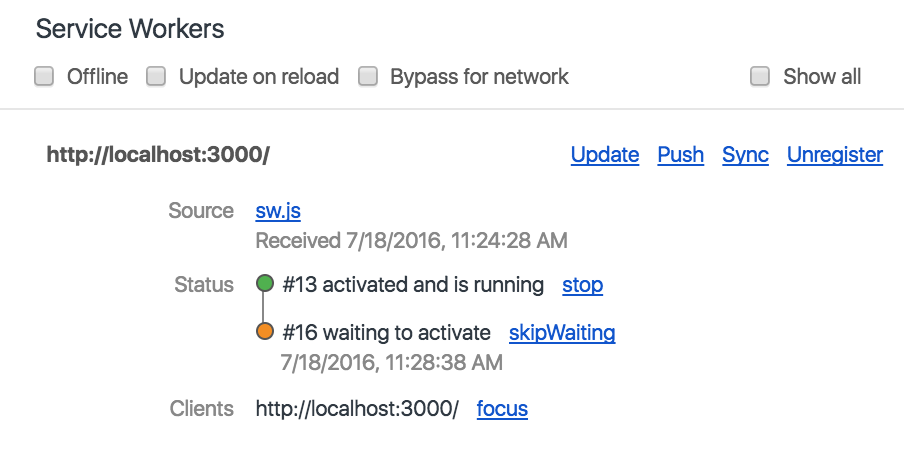 Service Workers
Offline Update on reload Bypass for network Show all
http://localhost:3000/ Update Push Sync Unregister
Source sw.js
Received 7/18/2016, 11:24:28 AM
Status #13 activated and is running stop
#16 waiting to activate skipWaiting
7/18/2016, 11:28:38 AM
Clients http://localhost:3000/ focus